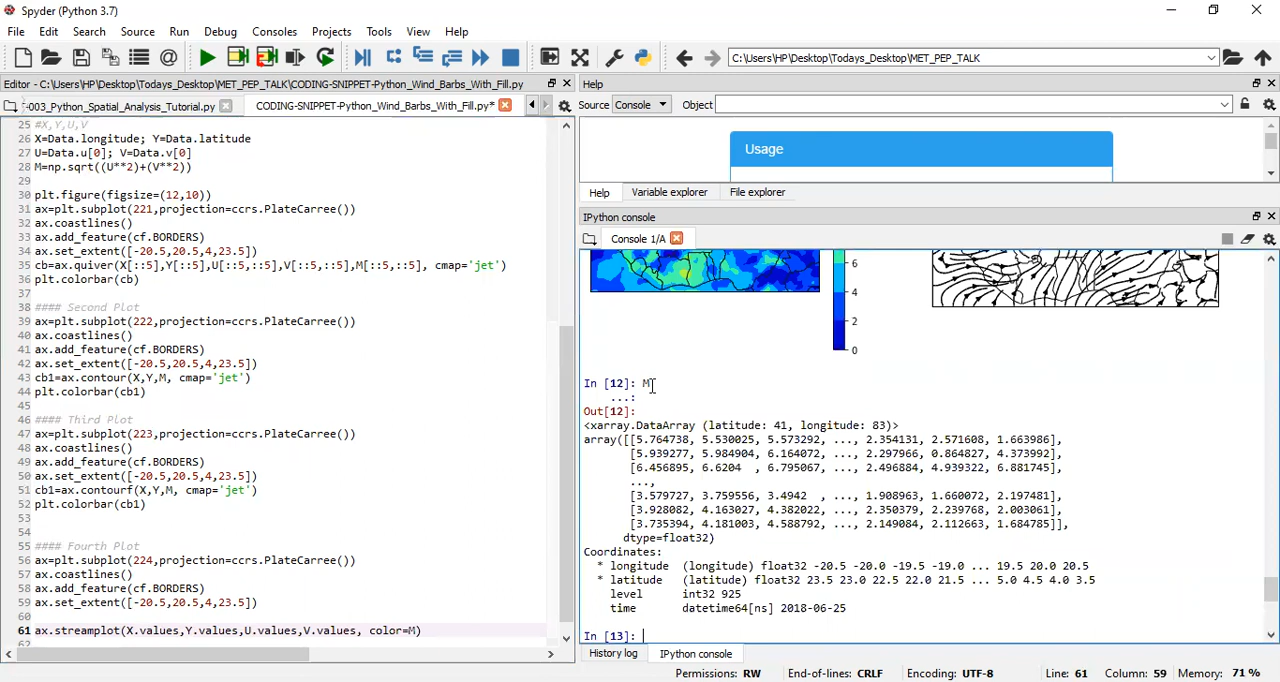 Spyder (Python 3.7)
File Edit Search Source Run Debug Consoles Projects Tools View Help
C:\Users\HP\Desktop\Todays_Desktop\MET_PEP_TALK
Editor - C:\Users\HP\Desktop\Todays_Desktop\MET_PEP_TALK\CODING-SNIPPET-Python_Wind_Barbs_With_Fill.py
-003_Python_Spatial_Analysis_Tutorial.py
CODING-SNIPPET-Python_Wind_Barbs_With_Fill.py*
25 #X,Y,U,V
26 X=Data.longitude; Y=Data.latitude
27 U=Data.u[0]; V=Data.v[0]
28 M=np.sqrt((U**2)+(V**2))
29
30 plt.figure(figsize=(12,10))
31 ax=plt.subplot(221,projection=ccrs.PlateCarree())
32 ax.coastlines()
33 ax.add_feature(cf.BORDERS)
34 ax.set_extent([-20.5,20.5,4,23.5])
35 cb=ax.quiver(X[::5],Y[::5],U[::5,::5],V[::5,::5],M[::5,::5], cmap='jet')
36 plt.colorbar(cb)
37
38 #### Second Plot
39 ax=plt.subplot(222,projection=ccrs.PlateCarree())
40 ax.coastlines()
41 ax.add_feature(cf.BORDERS)
42 ax.set_extent([-20.5,20.5,4,23.5])
43 cb1=ax.contour(X,Y,M, cmap='jet')
44 plt.colorbar(cb1)
45
46 #### Third Plot
47 ax=plt.subplot(223,projection=ccrs.PlateCarree())
48 ax.coastlines()
49 ax.add_feature(cf.BORDERS)
50 ax.set_extent([-20.5,20.5,4,23.5])
51 cb1=ax.contourf(X,Y,M, cmap='jet')
52 plt.colorbar(cb1)
53
54
55 #### Fourth Plot
56 ax=plt.subplot(224,projection=ccrs.PlateCarree())
57 ax.coastlines()
58 ax.add_feature(cf.BORDERS)
59 ax.set_extent([-20.5,20.5,4,23.5])
60
61 ax.streamplot(X.values,Y.values,U.values,V.values, color=M)
62
Help
Source Console Object
Usage
Help Variable explorer File explorer
IPython console
Console 1/A
6
4
2
0
In [12]: M
...:
Out[12]:
<xarray.DataArray (latitude: 41, longitude: 83)>
array([[5.764738, 5.530025, 5.573292, ..., 2.354131, 2.571608, 1.663986],
[5.939277, 5.984904, 6.164072, ..., 2.297966, 0.864827, 4.373992],
[6.456895, 6.6204  , 6.795067, ..., 2.496884, 4.939322, 6.881745],
...,
[3.579727, 3.759556, 3.4942  , ..., 1.908963, 1.660072, 2.197481],
[3.928082, 4.163027, 4.382022, ..., 2.350379, 2.239768, 2.003061],
[3.735394, 4.181003, 4.588792, ..., 2.149084, 2.112663, 1.684785]],
dtype=float32)
Coordinates:
* longitude (longitude) float32 -20.5 -20.0 -19.5 -19.0 ... 19.5 20.0 20.5
* latitude (latitude) float32 23.5 23.0 22.5 22.0 21.5 ... 5.0 4.5 4.0 3.5
level int32 925
time datetime64[ns] 2018-06-25
In [13]:
History log IPython console
Permissions: RW End-of-lines: CRLF Encoding: UTF-8 Line: 61 Column: 59 Memory: 71 %